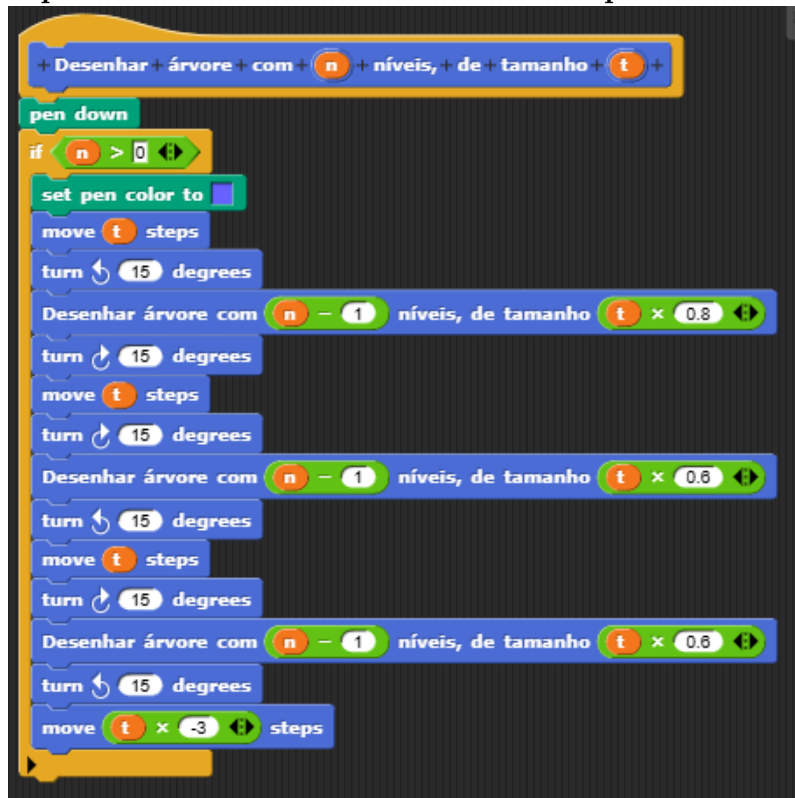 + Desenhar + árvore + com + n + níveis, + de + tamanho + t +
pen down
if n > 0
set pen color to
move t steps
turn 15 degrees
Desenhar árvore com n − 1 níveis, de tamanho t × 0.8
turn 15 degrees
move t steps
turn 15 degrees
Desenhar árvore com n − 1 níveis, de tamanho t × 0.6
turn 15 degrees
move t steps
turn 15 degrees
Desenhar árvore com n − 1 níveis, de tamanho t × 0.6
turn 15 degrees
move t × -3 steps